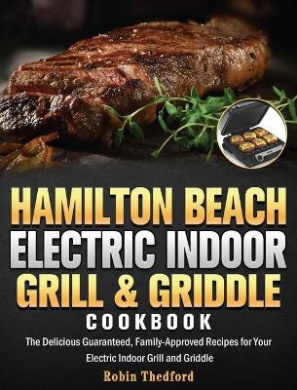 HAMILTON BEACH
ELECTRIC INDOOR
GRILL & GRIDDLE
COOKBOOK
The Delicious Guaranteed, Family-Approved Recipes for Your
Electric Indoor Grill and Griddle
Robin Thedford